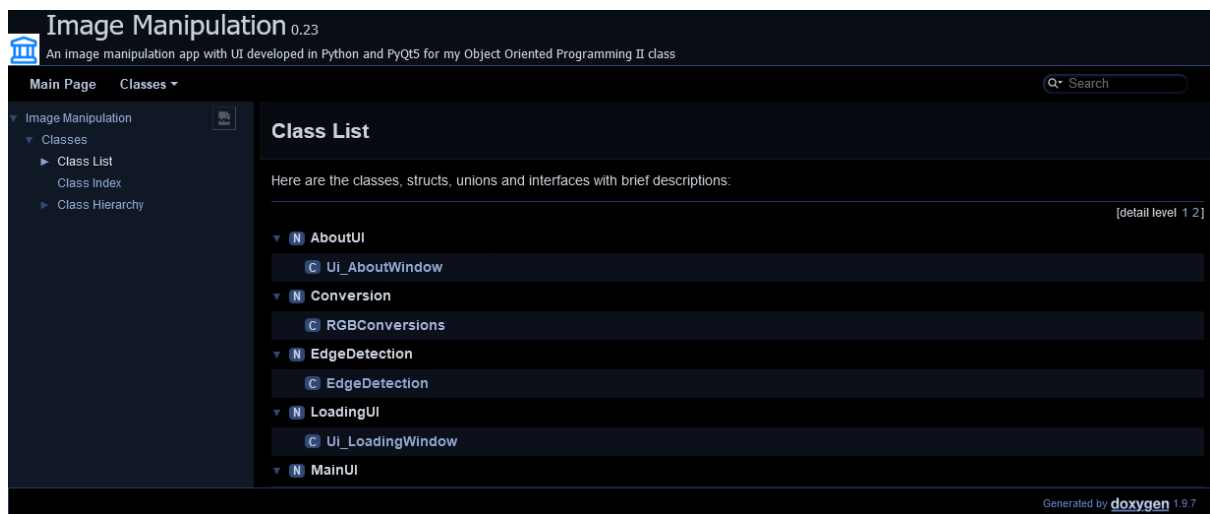 Image Manipulation 0.23
An image manipulation app with UI developed in Python and PyQt5 for my Object Oriented Programming II class
Main Page Classes Search
Image Manipulation
Classes
Class List
Class Index
Class Hierarchy
Class List
Here are the classes, structs, unions and interfaces with brief descriptions:
[detail level 1 2]
N AboutUI
C Ui_AboutWindow
N Conversion
C RGBConversions
N EdgeDetection
C EdgeDetection
N LoadingUI
C Ui_LoadingWindow
N MainUI
Generated by doxygen 1.9.7